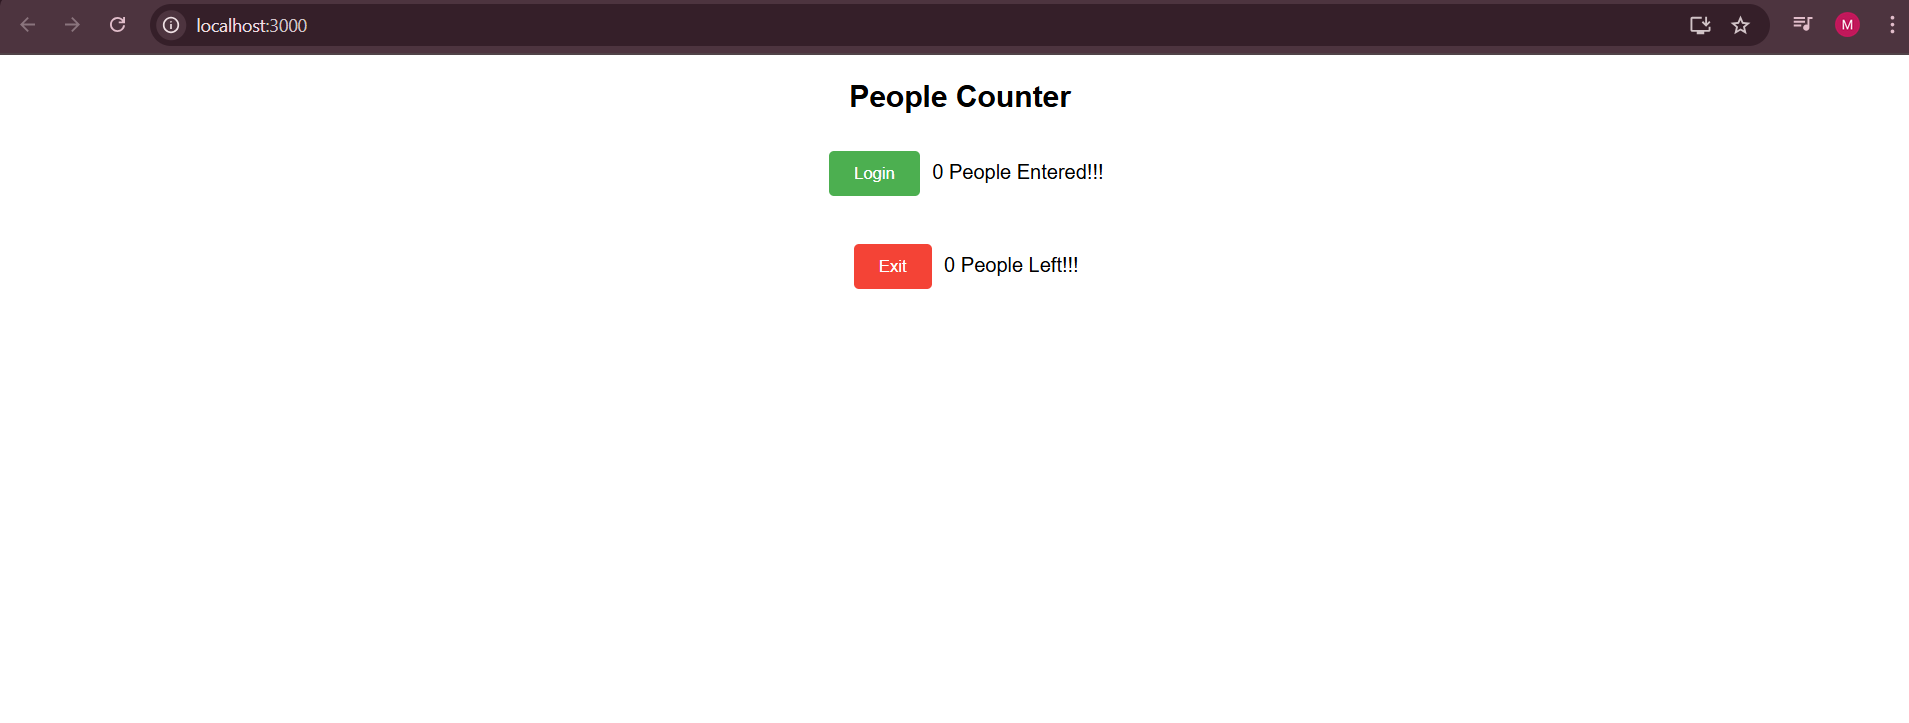 localhost:3000
M
People Counter
Login 0 People Entered!!!
Exit 0 People Left!!!